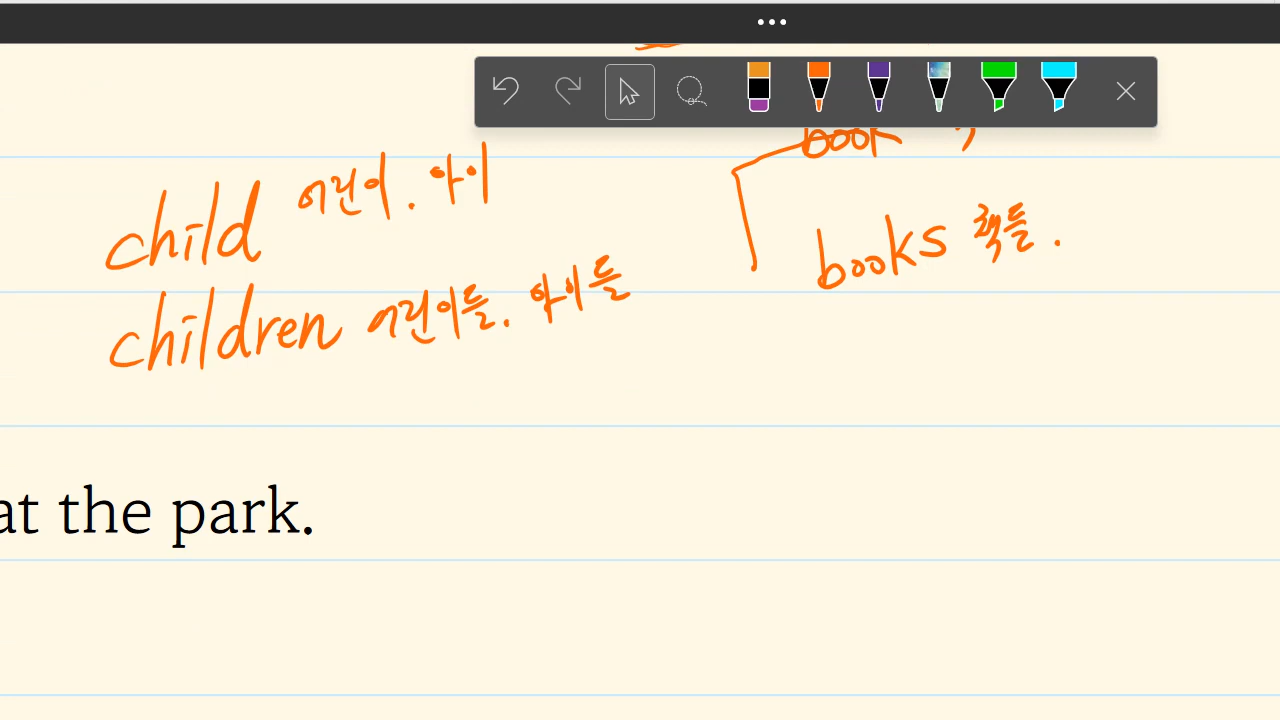 book
child 어린이. 아이
books 책들.
children 어린이들. 아이들
at the park.